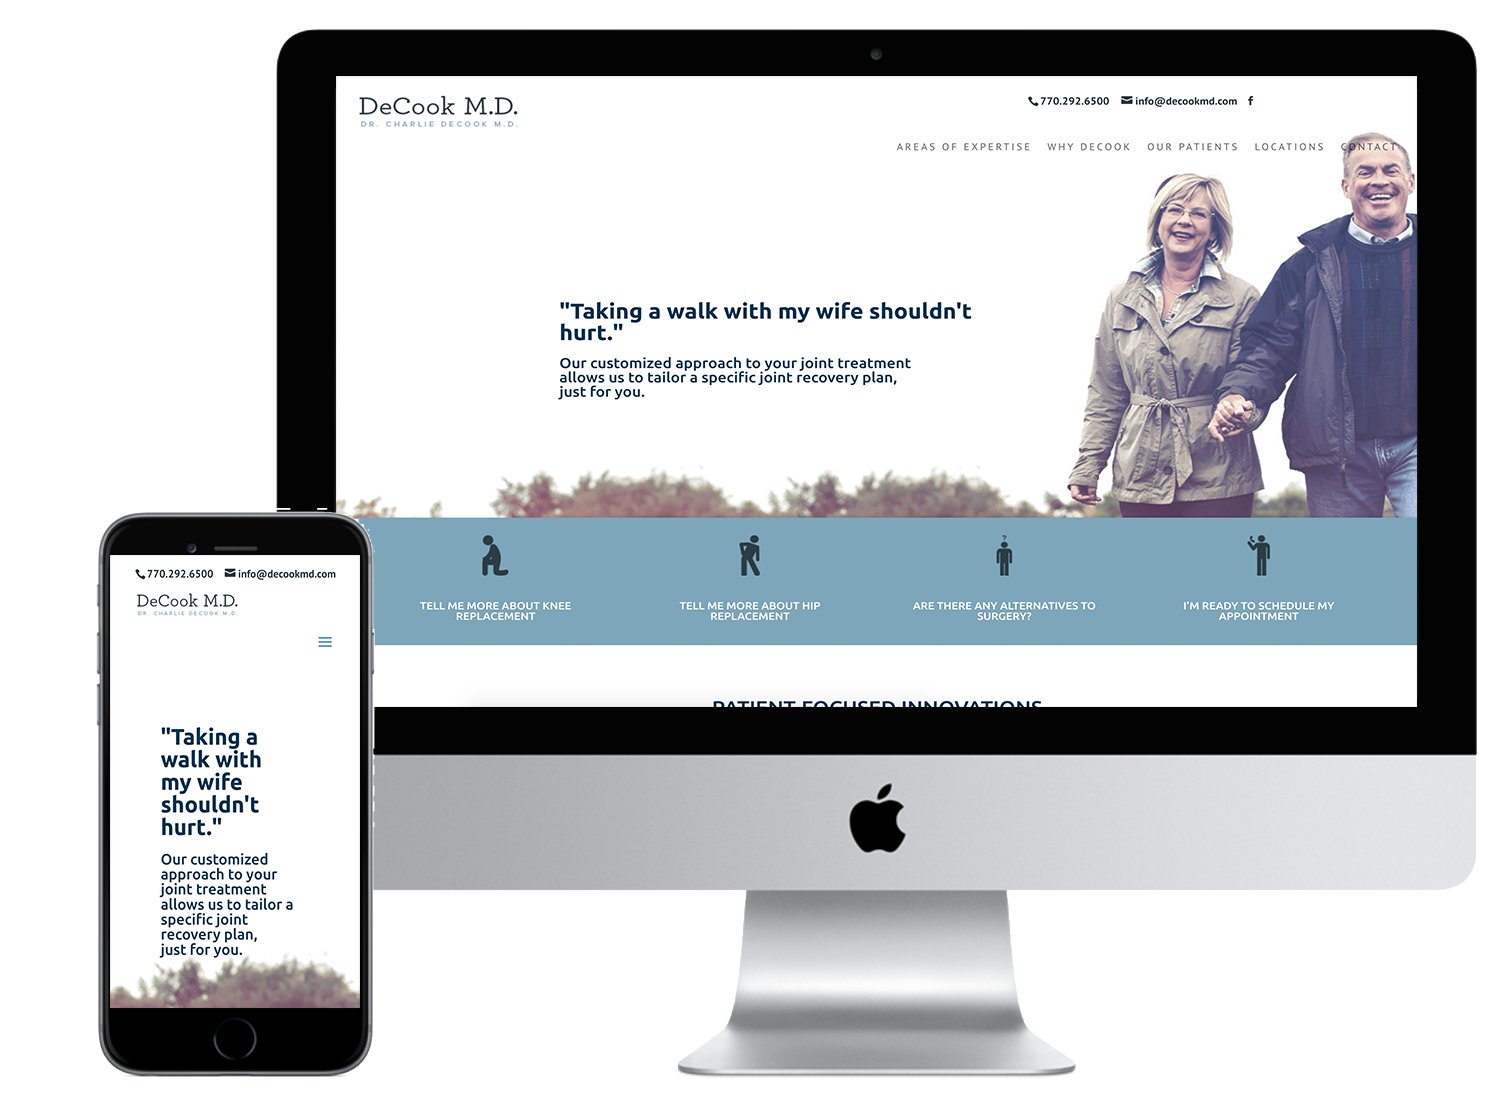 DeCook M.D.
DR. CHARLIE DECOOK M.D.
770.292.6500 info@decookmd.com f
AREAS OF EXPERTISE WHY DECOOK OUR PATIENTS LOCATIONS CONTACT
"Taking a walk with my wife shouldn't
hurt."
Our customized approach to your joint treatment
allows us to tailor a specific joint recovery plan,
just for you.
?
TELL ME MORE ABOUT KNEE
REPLACEMENT
TELL ME MORE ABOUT HIP
REPLACEMENT
ARE THERE ANY ALTERNATIVES TO
SURGERY?
I'M READY TO SCHEDULE MY
APPOINTMENT
PATIENT FOCUSED INNOVATIONS
770.292.6500 info@decookmd.com
DeCook M.D.
DR. CHARLIE DECOOK M.D.
"Taking a
walk with
my wife
shouldn't
hurt."
Our customized
approach to your
joint treatment
allows us to tailor a
specific joint
recovery plan,
just for you.